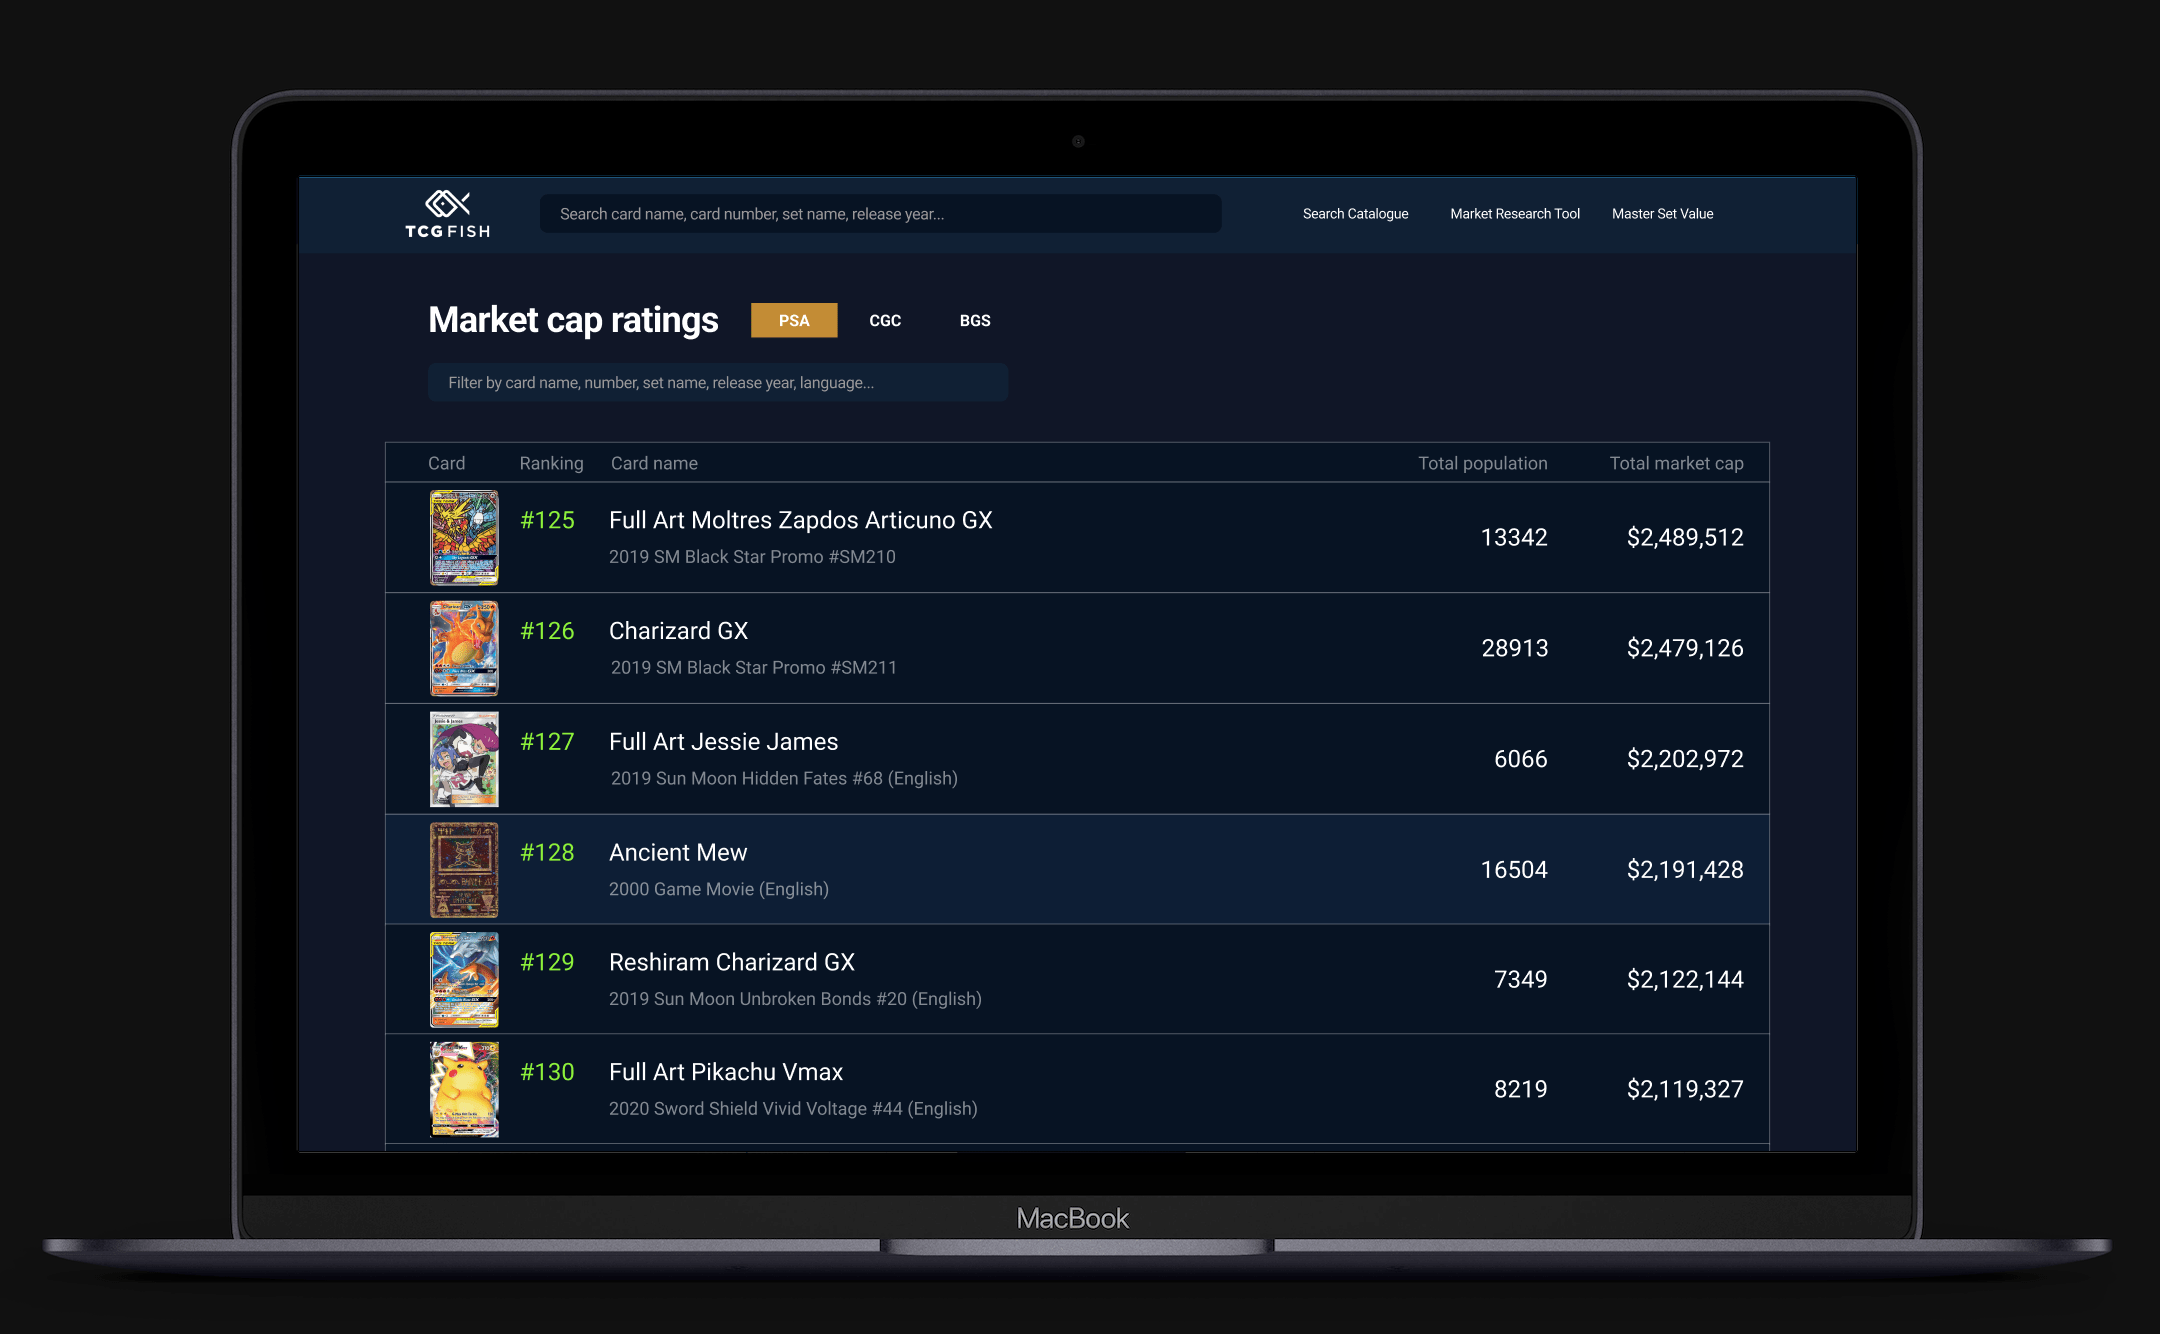 TCG FISH
Search card name, card number, set name, release year...
Search Catalogue
Market Research Tool
Master Set Value
Market cap ratings
PSA
CGC
BGS
Filter by card name, number, set name, release year, language...
Card Ranking Card name Total population Total market cap
#125 Full Art Moltres Zapdos Articuno GX
2019 SM Black Star Promo #SM210
13342 $2,489,512
#126 Charizard GX
2019 SM Black Star Promo #SM211
28913 $2,479,126
#127 Full Art Jessie James
2019 Sun Moon Hidden Fates #68 (English)
6066 $2,202,972
#128 Ancient Mew
2000 Game Movie (English)
16504 $2,191,428
#129 Reshiram Charizard GX
2019 Sun Moon Unbroken Bonds #20 (English)
7349 $2,122,144
#130 Full Art Pikachu Vmax
2020 Sword Shield Vivid Voltage #44 (English)
8219 $2,119,327
MacBook